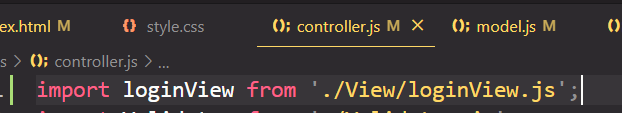 ex.html M style.css controller.js M model.js M
s > controller.js > ...
import loginView from './View/loginView.js';